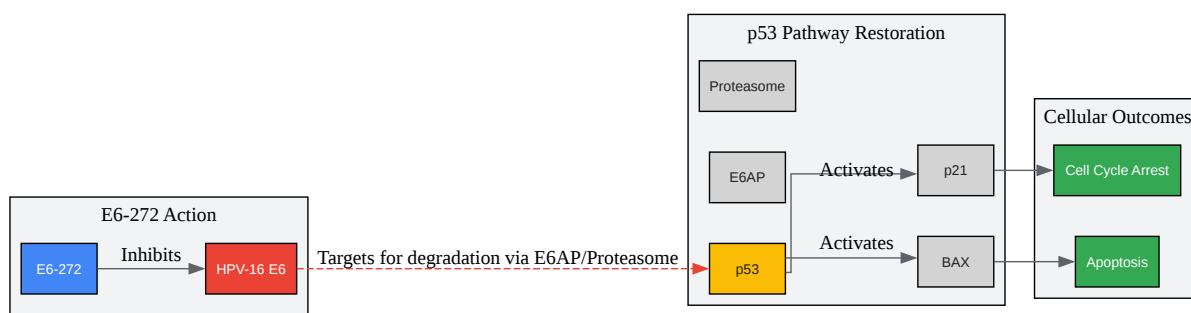 p53 Pathway Restoration
Proteasome
E6AP
p53
Activates
Activates
p21
BAX
Cellular Outcomes
Cell Cycle Arrest
Apoptosis
E6-272 Action
E6-272
Inhibits
HPV-16 E6
Targets for degradation via E6AP/Proteasome